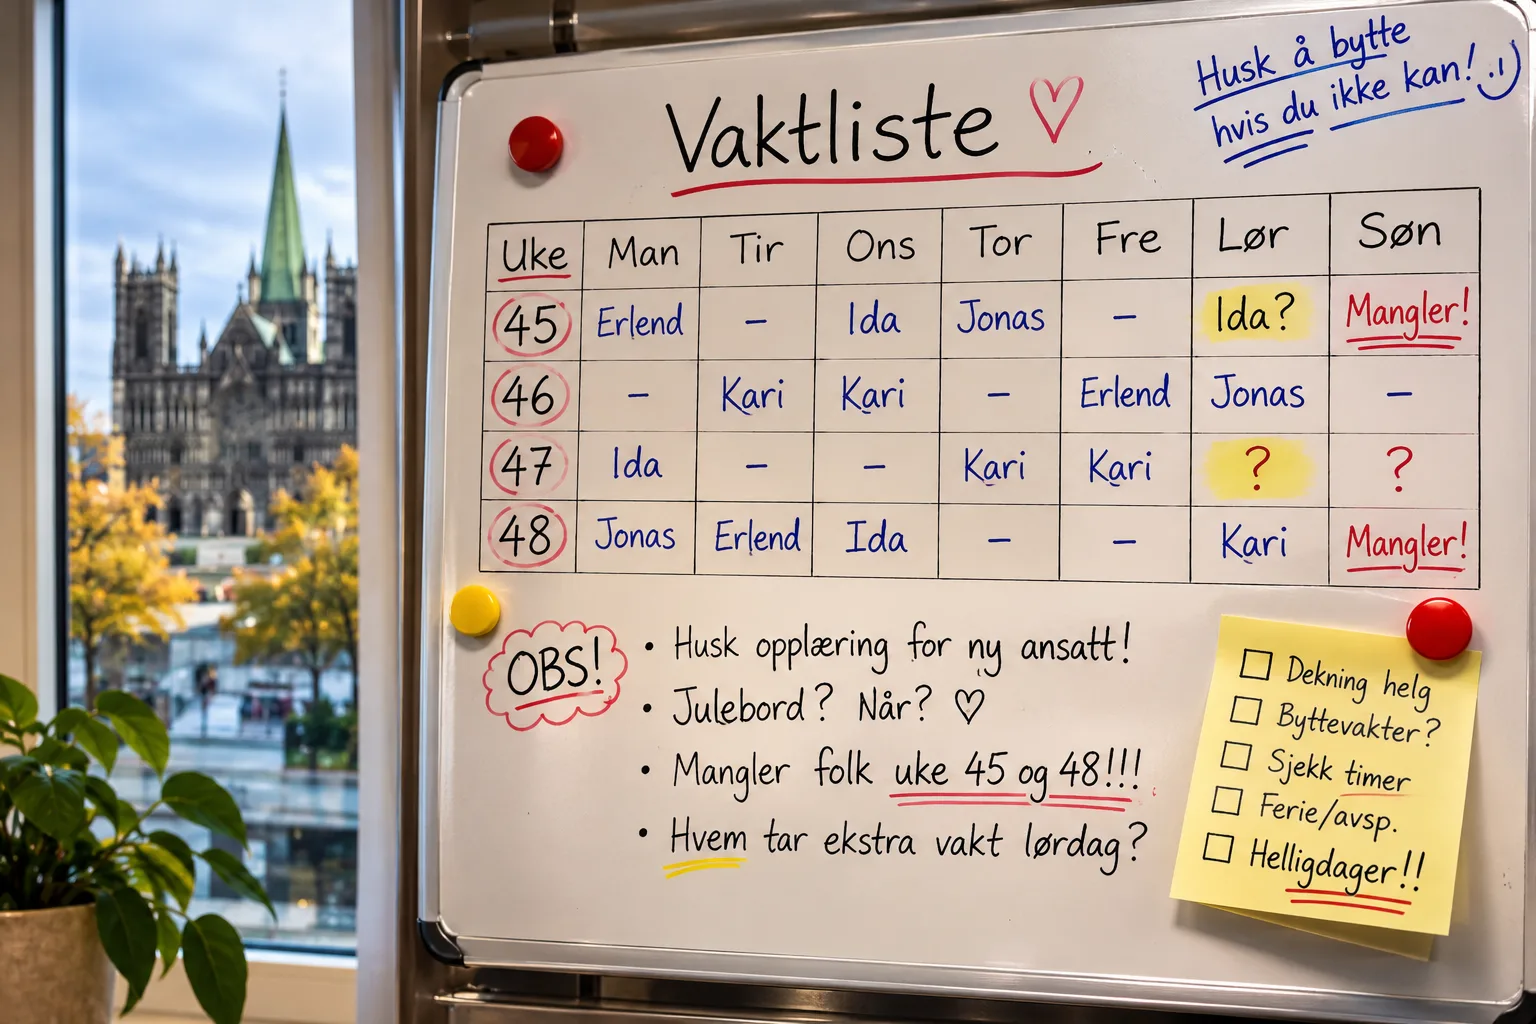 Vaktliste ♡
Husk å bytte
hvis du ikke kan! :)
Uke Man Tir Ons Tor Fre Lør Søn
45 Erlend – Ida Jonas – Ida? Mangler!
46 – Kari Kari – Erlend Jonas –
47 Ida – – Kari Kari ? ?
48 Jonas Erlend Ida – – Kari Mangler!
OBS!
• Husk opplæring for ny ansatt!
• Julebord? Når? ♡
• Mangler folk uke 45 og 48!!!
• Hvem tar ekstra vakt lørdag?
☐ Dekning helg
☐ Byttevakter?
☐ Sjekk timer
☐ Ferie/avsp.
☐ Helligdager!!